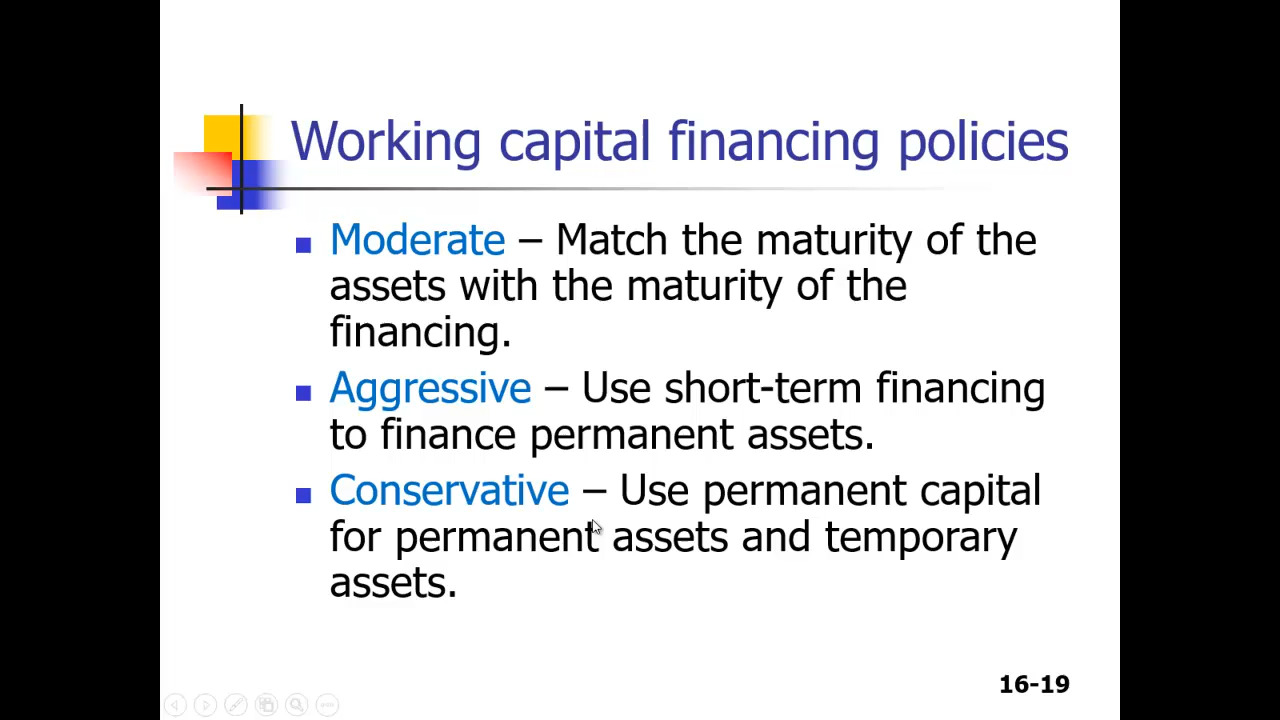 Working capital financing policies
Moderate – Match the maturity of the
assets with the maturity of the
financing.
Aggressive – Use short-term financing
to finance permanent assets.
Conservative – Use permanent capital
for permanent assets and temporary
assets.
16-19